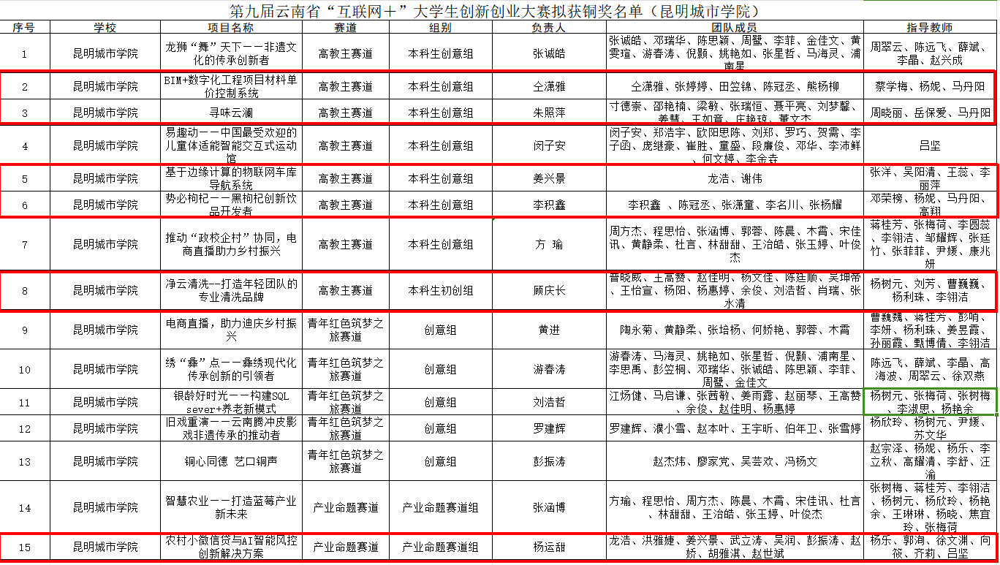 第九届云南省“互联网＋”大学生创新创业大赛拟获铜奖名单（昆明城市学院）
序号 学校 项目名称 赛道 组别 负责人 团队成员 指导教师
1 昆明城市学院 龙狮“舞”天下——非遗文化的传承创新者 高教主赛道 本科生创意组 张诚皓 张诚皓、邓瑞华、陈思颖、周鹭、李菲、金佳文、黄雯瑄、游春涛、倪颢、姚艳如、张星哲、马海灵、浦南星 周翠云、陈远飞、薛斌、李晶、赵兴成
2 昆明城市学院 BIM+数字化工程项目材料单价控制系统 高教主赛道 本科生创意组 仝潇雅 仝潇雅、张婷婷、田笠锦、陈冠丞、熊杨柳 蔡学梅、杨妮、马丹阳
3 昆明城市学院 寻味云澜 高教主赛道 本科生创意组 朱照萍 寸德崇、邵艳楠、梁敏、张瑞恒、聂平亮、刘梦馨、姜慧、王如意、庄艳琼、董文杰 周晓丽、岳保爱、马丹阳
4 昆明城市学院 易趣动——中国最受欢迎的儿童体适能智能交互式运动馆 高教主赛道 本科生创意组 闵子安 闵子安、郑浩宇、欧阳思陈、刘郑、罗巧、贺需、李子函、庞继豪、崔胜、童盛、段廉俊、邓华、李沛鲜、何文婷、李金垚 吕坚
5 昆明城市学院 基于边缘计算的物联网车库导航系统 高教主赛道 本科生创意组 姜兴景 龙浩、谢伟 张洋、吴阳清、王蕊、李丽萍
6 昆明城市学院 势必枸杞——黑枸杞创新饮品开发者 高教主赛道 本科生创意组 李积鑫 李积鑫 、陈冠丞、张潇童、李名川、张杨耀 邓荣榜、杨妮、马丹阳、高翔
7 昆明城市学院 推动“政校企村”协同，电商直播助力乡村振兴 高教主赛道 本科生创意组 方 瑜 周方杰、程思怡、张涵博、郭蓉、陈晨、木霄、宋佳讯、黄静柔、杜言、林甜甜、王治皓、张玉婷、叶俊杰 蒋桂芳、张梅荷、李圆蕊、李翎洁、邹耀辉、张廷竹、张菲菲、尹媛、康兆妍
8 昆明城市学院 净云清洗--打造年轻团队的专业清洗品牌 高教主赛道 本科生初创组 顾庆长 晋晓威、王高赞、赵佳明、杨文佳、陈廷顺、吴坤帝、王怡宣、杨阳、杨惠婷、余俊、刘浩哲、肖瑞、张水清 杨树元、刘芳、曹巍巍、杨利珠、李翎洁
9 昆明城市学院 电商直播，助力迪庆乡村振兴 青年红色筑梦之旅赛道 创意组 黄进 陶永菊、黄静柔、张培杨、何娇艳、郭蓉、木霄 曹巍巍、蒋桂芳、彭哨、李妍、杨利珠、姜昱霞、孙丽霞、甄博倩、李翎洁
10 昆明城市学院 绣“彝”点——彝绣现代化传承创新的引领者 青年红色筑梦之旅赛道 创意组 游春涛 游春涛、马海灵、姚艳如、张星哲、倪颢、浦南星、李思禹、彭笠桐、邓瑞华、张诚皓、陈思颖、李菲、周鹭、金佳文 陈远飞、薛斌、李晶、高海波、周翠云、徐双燕
11 昆明城市学院 银龄好时光——构建SQL sever+养老新模式 青年红色筑梦之旅赛道 创意组 刘浩哲 江炀健、马启谦、张茜敏、姜雨露、赵丽琴、王高赞、余俊、赵佳明、杨惠婷 杨树元、张梅荷、张树梅、李淑思、杨艳余
12 昆明城市学院 旧戏重演——云南腾冲皮影戏非遗传承的推动者 青年红色筑梦之旅赛道 创意组 罗建辉 罗建辉、濮小雪、赵本叶、王宇昕、伯年卫、张雪婷 杨欣玲、杨树元、尹媛、苏文华
13 昆明城市学院 铜心同德 艺口铜声 青年红色筑梦之旅赛道 创意组 彭振涛 赵杰炜、廖家党、吴芸欢、冯杨文 赵宗泽、杨妮、杨乐、李立秋、高耀清、李舒、汪渝
14 昆明城市学院 智慧农业——打造蓝莓产业新未来 产业命题赛道 产业命题赛道组 张涵博 方瑜、程思怡、周方杰、陈晨、木霄、宋佳讯、杜言、林甜甜、王治皓、张玉婷、叶俊杰 张树梅、蒋桂芳、李翎洁、杨树元、杨欣玲、杨艳余、王琳琳、杨晓、焦宜玲、张梅荷
15 昆明城市学院 农村小微信贷与AI智能风控创新解决方案 产业命题赛道 产业命题赛道组 杨运甜 龙浩、洪雅婕、姜兴景、武立涛、吴润、彭振涛、赵娇、胡雅淇、赵世斌 杨乐、郭洵、徐文渊、向筱、齐莉、吕坚